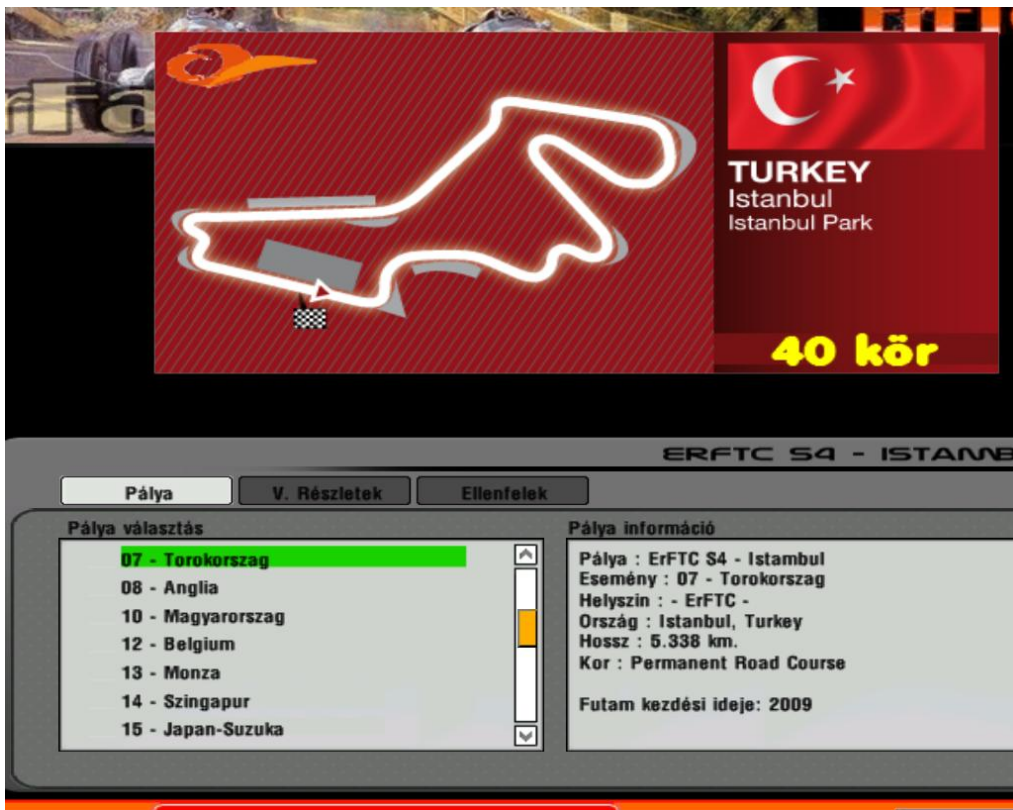 TURKEY
Istanbul
Istanbul Park
40 kör
ERFTC S4 - ISTAMB
Pálya
V. Részletek
Ellenfelek
Pálya választás
07 - Torokorszag
08 - Anglia
10 - Magyarorszag
12 - Belgium
13 - Monza
14 - Szingapur
15 - Japan-Suzuka
Pálya információ
Pálya : ErFTC S4 - Istambul
Esemény : 07 - Torokorszag
Helyszin : - ErFTC -
Ország : Istanbul, Turkey
Hossz : 5.338 km.
Kor : Permanent Road Course
Futam kezdési ideje: 2009